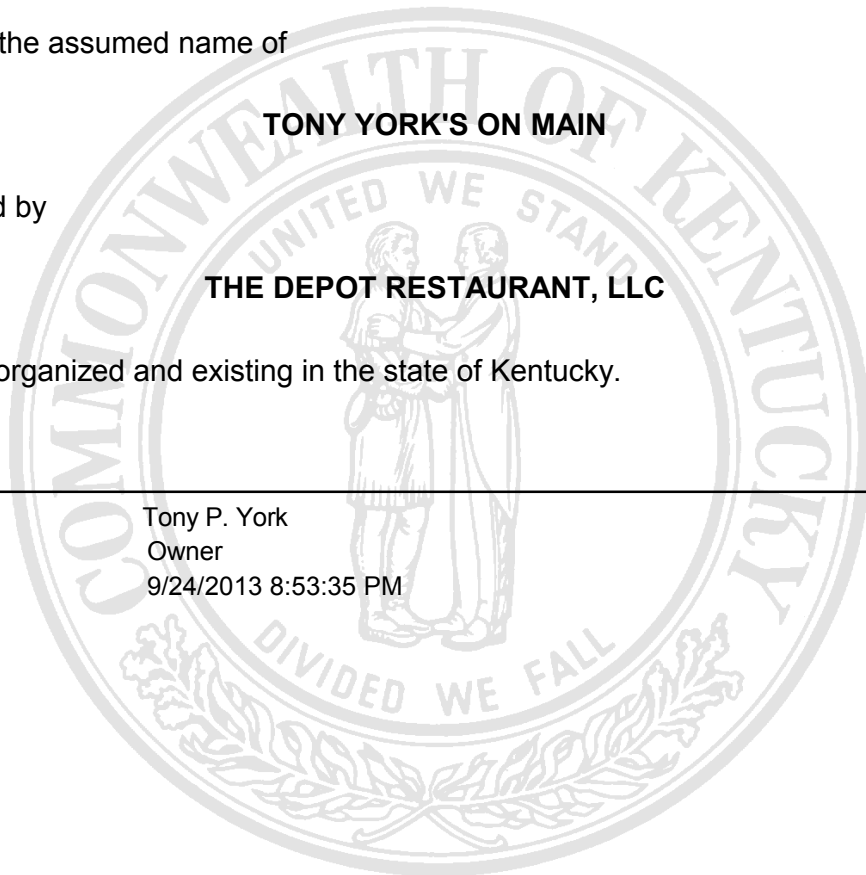 the assumed name of
TONY YORK'S ON MAIN
d by
THE DEPOT RESTAURANT, LLC
organized and existing in the state of Kentucky.
Tony P. York
Owner
9/24/2013 8:53:35 PM
COMMONWEALTH OF KENTUCKY
UNITED WE STAND
DIVIDED WE FALL